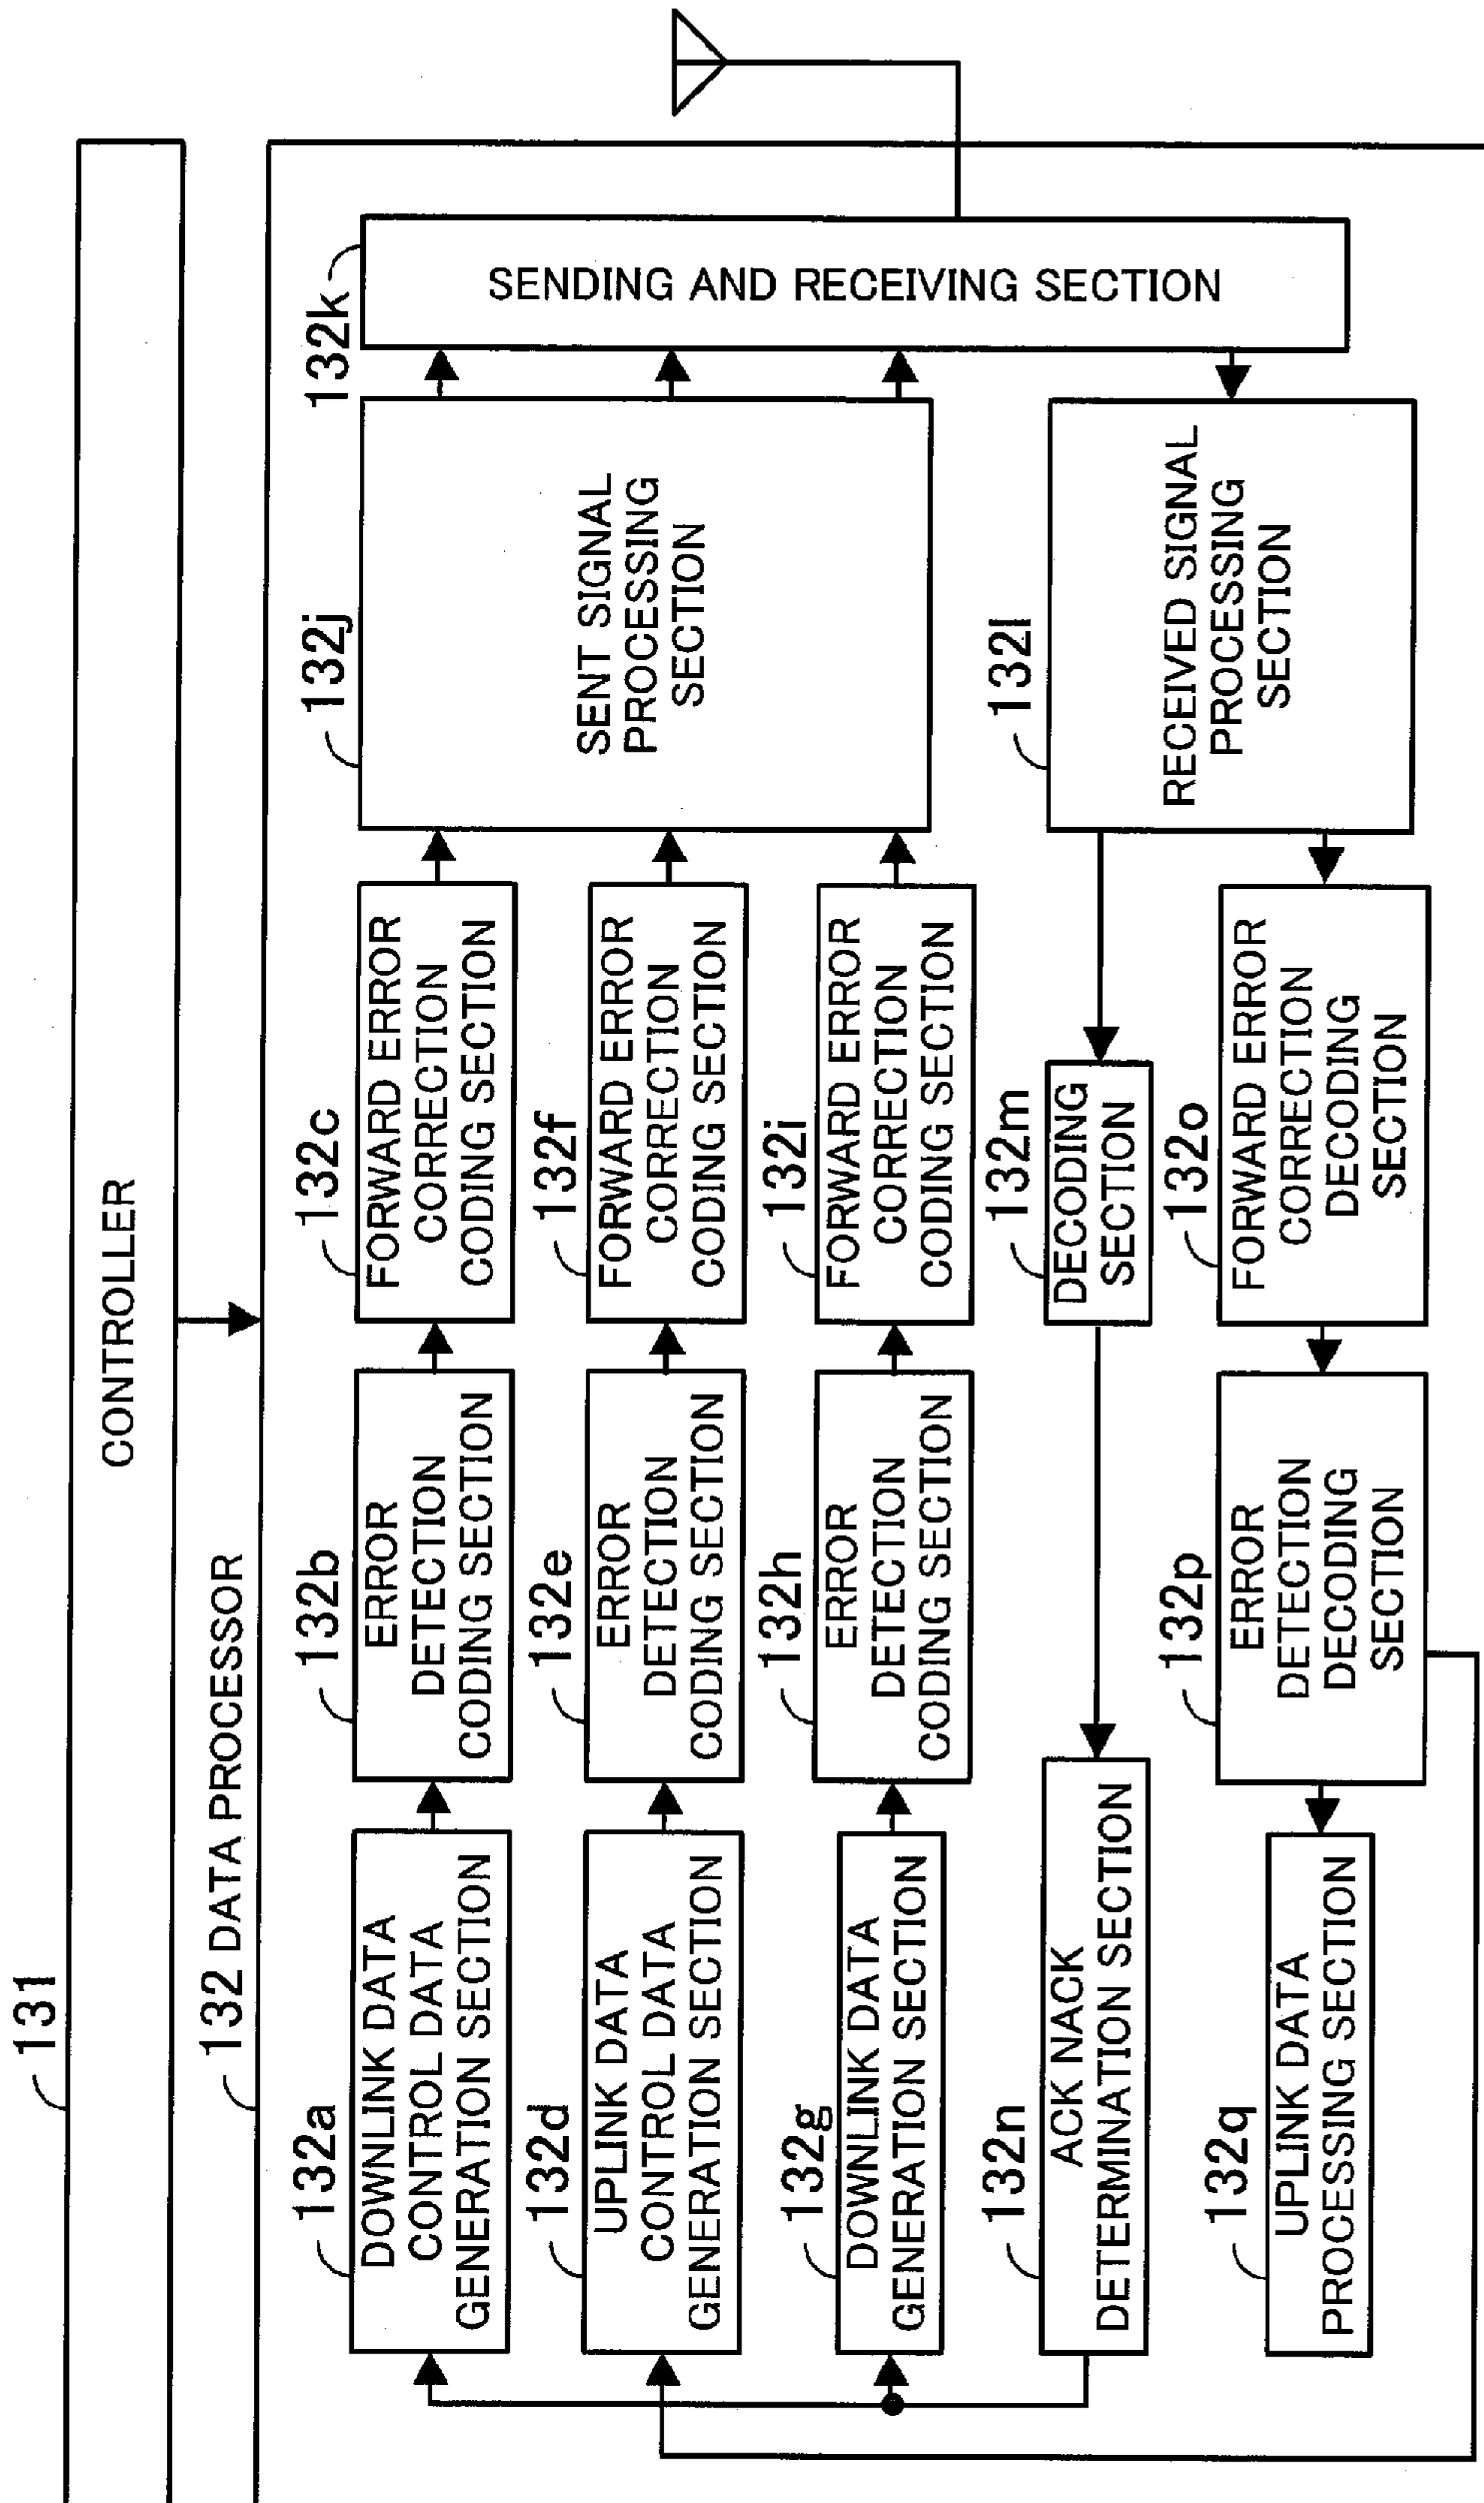 131
CONTROLLER
132 DATA PROCESSOR
132a
DOWNLINK DATA
CONTROL DATA
GENERATION SECTION
132b
ERROR
DETECTION
CODING SECTION
132c
FORWARD ERROR
CORRECTION
CODING SECTION
132j
SENT SIGNAL
PROCESSING
SECTION
132k
SENDING AND RECEIVING SECTION
132d
UPLINK DATA
CONTROL DATA
GENERATION SECTION
132e
ERROR
DETECTION
CODING SECTION
132f
FORWARD ERROR
CORRECTION
CODING SECTION
132g
DOWNLINK DATA
GENERATION SECTION
132h
ERROR
DETECTION
CODING SECTION
132i
FORWARD ERROR
CORRECTION
CODING SECTION
132n
ACK NACK
DETERMINATION SECTION
132m
DECODING
SECTION
132l
RECEIVED SIGNAL
PROCESSING
SECTION
132q
UPLINK DATA
PROCESSING SECTION
132p
ERROR
DETECTION
DECODING
SECTION
132o
FORWARD ERROR
CORRECTION
DECODING
SECTION